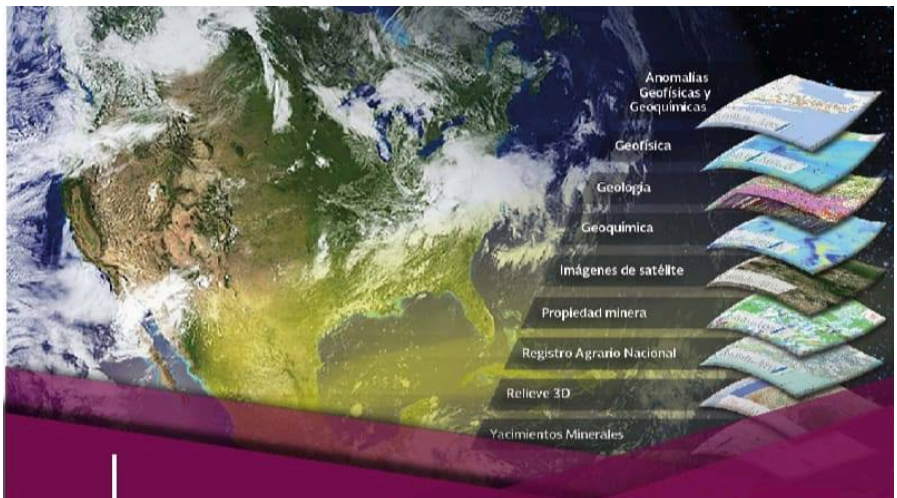 Anomalías
Geofísicas y
Geoquímicas
Geofísica
Geología
Geoquímica
Imágenes de satélite
Propiedad minera
Registro Agrario Nacional
Relieve 3D
Yacimientos Minerales